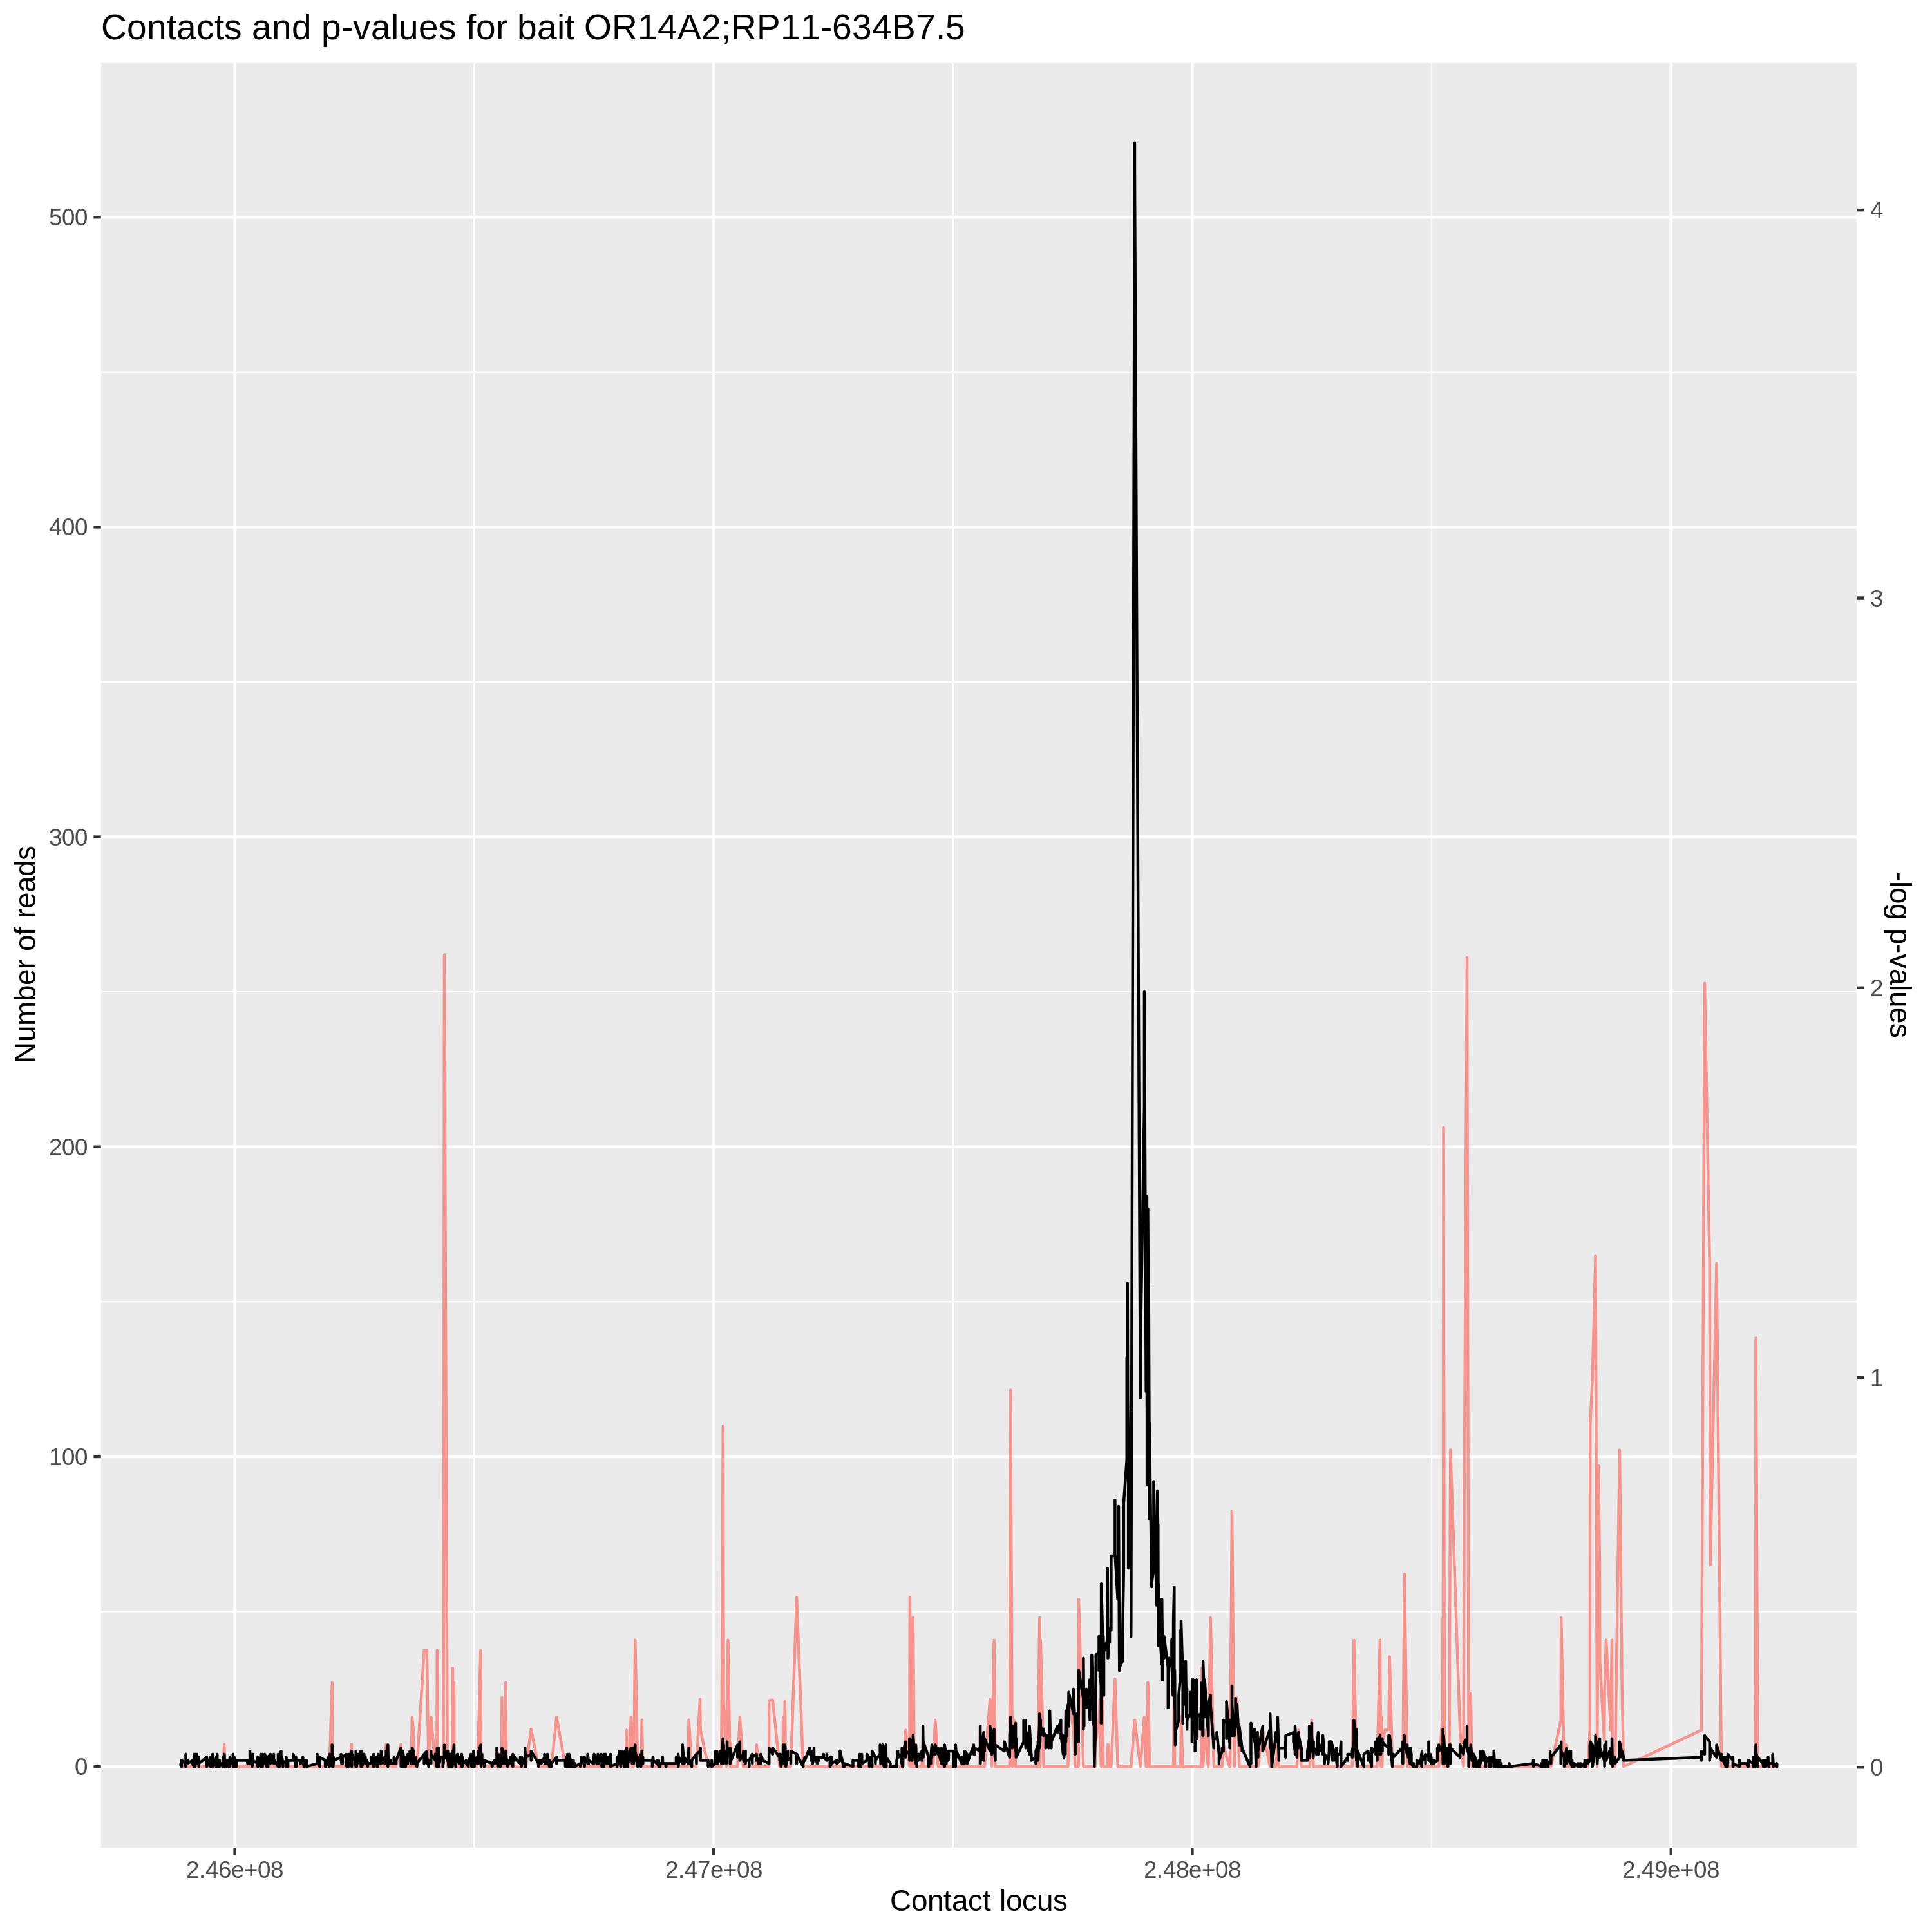 Contacts and p-values for bait OR14A2;RP11-634B7.5
Number of reads
500
400
300
200
100
0
4
3
2
1
0
-log p-values
2.46e+08
2.47e+08
2.48e+08
2.49e+08
Contact locus